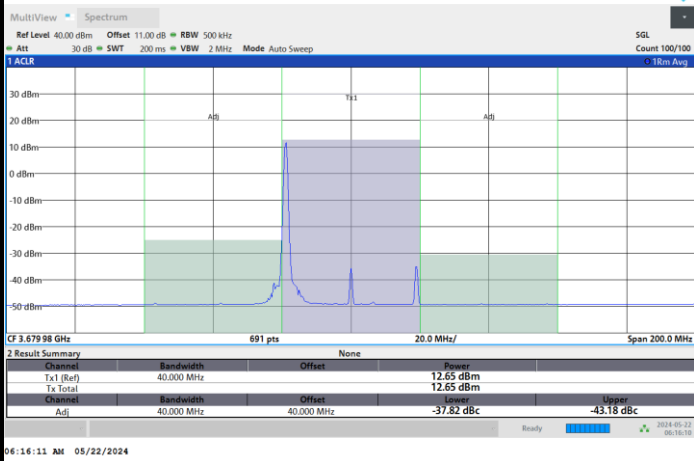 MultiView Spectrum
Ref Level 40.00 dBm Offset 11.00 dB RBW 500 kHz SGL
Att 30 dB SWT 200 ms VBW 2 MHz Mode Auto Sweep Count 100/100
1 ACLR 1Rm Avg
30 dBm
Tx1
20 dBm Adj Adj
10 dBm
0 dBm
-10 dBm
-20 dBm
-30 dBm
-40 dBm
-50 dBm
CF 3.67998 GHz 691 pts 20.0 MHz/ Span 200.0 MHz
2 Result Summary None
Channel Bandwidth Offset Power
Tx1 (Ref) 40.000 MHz 12.65 dBm
Tx Total 12.65 dBm
Channel Bandwidth Offset Lower Upper
Adj 40.000 MHz 40.000 MHz -37.82 dBc -43.18 dBc
Ready 2024-05-22
06:16:10
06:16:11 AM 05/22/2024